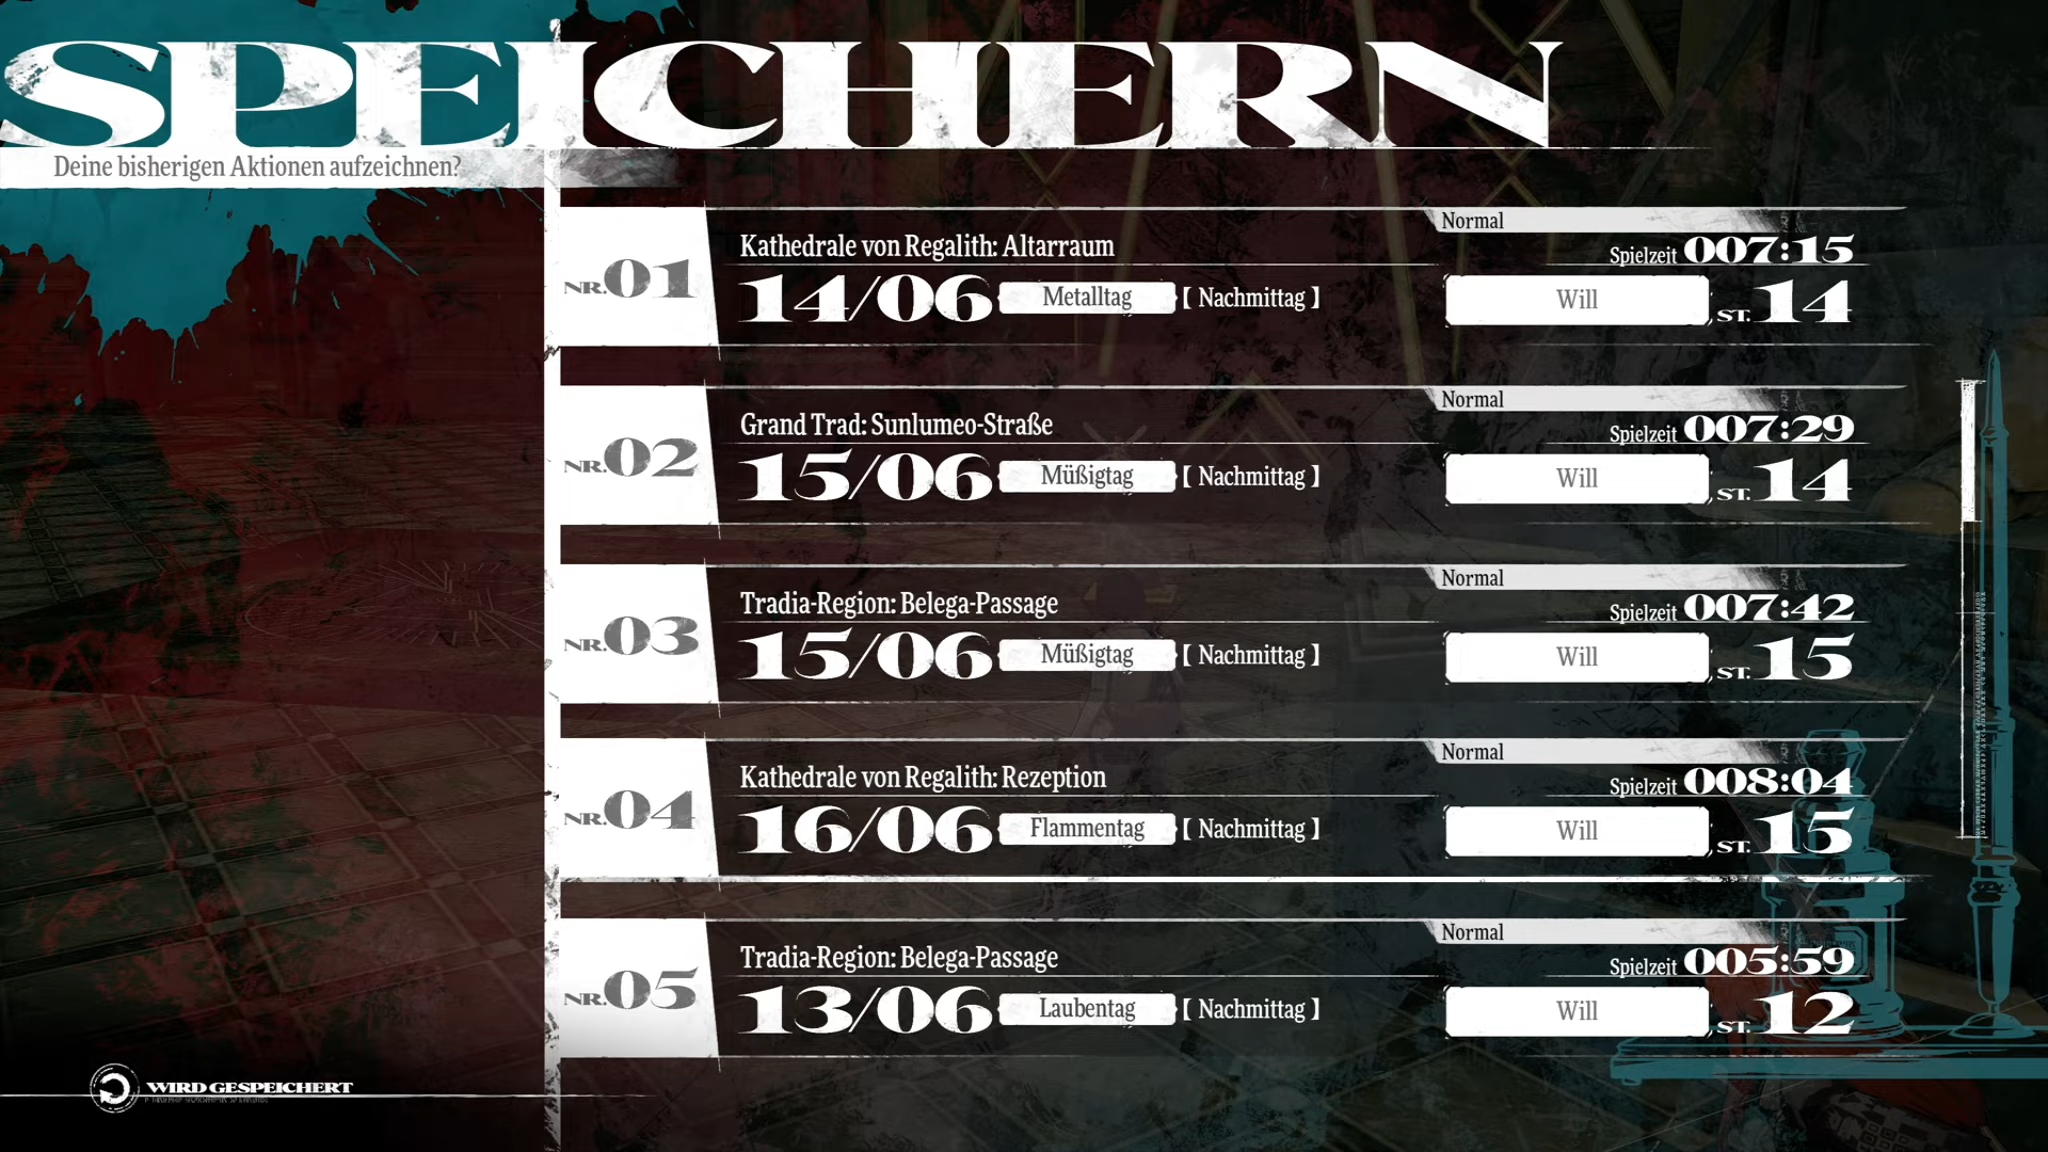 SPEICHERN
Deine bisherigen Aktionen aufzeichnen?
NR.01
Kathedrale von Regalith: Altarraum
Normal
Spielzeit 007:15
14/06 Metalltag 【 Nachmittag 】
Will ST. 14
NR.02
Grand Trad: Sunlumeo-Straße
Normal
Spielzeit 007:29
15/06 Müßigtag 【 Nachmittag 】
Will ST. 14
NR.03
Tradia-Region: Belega-Passage
Normal
Spielzeit 007:42
15/06 Müßigtag 【 Nachmittag 】
Will ST. 15
NR.04
Kathedrale von Regalith: Rezeption
Normal
Spielzeit 008:04
16/06 Flammentag 【 Nachmittag 】
Will ST. 15
NR.05
Tradia-Region: Belega-Passage
Normal
Spielzeit 005:59
13/06 Laubentag 【 Nachmittag 】
Will ST. 12
WIRD GESPEICHERT